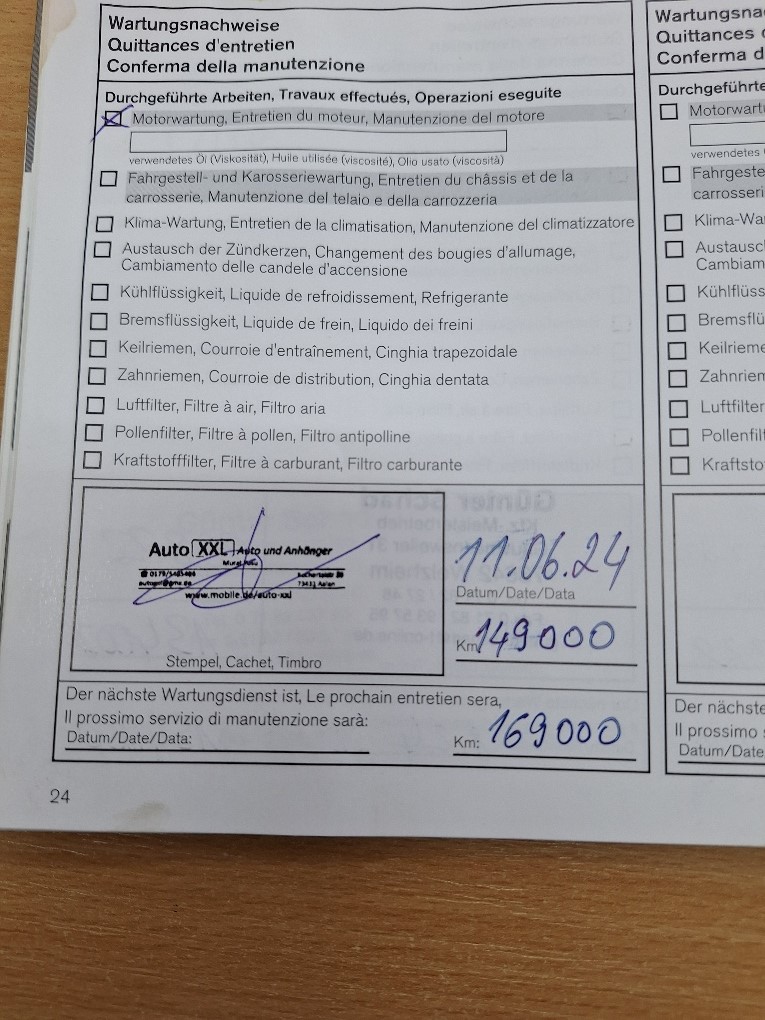 Wartungsnachweise
Quittances d'entretien
Conferma della manutenzione
Durchgeführte Arbeiten, Travaux effectués, Operazioni eseguite
Motorwartung, Entretien du moteur, Manutenzione del motore
verwendetes Öl (Viskosität), Huile utilisée (viscosité), Olio usato (viscosità)
Fahrgestell- und Karosseriewartung, Entretien du châssis et de la
carrosserie, Manutenzione del telaio e della carrozzeria
Klima-Wartung, Entretien de la climatisation, Manutenzione del climatizzatore
Austausch der Zündkerzen, Changement des bougies d'allumage,
Cambiamento delle candele d'accensione
Kühlflüssigkeit, Liquide de refroidissement, Refrigerante
Bremsflüssigkeit, Liquide de frein, Liquido dei freini
Keilriemen, Courroie d'entraînement, Cinghia trapezoidale
Zahnriemen, Courroie de distribution, Cinghia dentata
Luftfilter, Filtre à air, Filtro aria
Pollenfilter, Filtre à pollen, Filtro antipolline
Kraftstofffilter, Filtre à carburant, Filtro carburante
Auto XXL Auto und Anhänger
www.mobile.de/auto-xxl
Stempel, Cachet, Timbro
11.06.24
Datum/Date/Data
Km: 149000
Der nächste Wartungsdienst ist, Le prochain entretien sera,
Il prossimo servizio di manutenzione sarà:
Datum/Date/Data:
Km: 169000
24
Wartungsna
Quittances
Conferma d
Durchgeführte
Motorwart
verwendetes
Fahrgeste
carrosseri
Klima-Wa
Austausc
Cambiam
Kühlflüss
Bremsflü
Keilrieme
Zahnriem
Luftfilter
Pollenfil
Kraftsto
Der nächste
Il prossimo
Datum/Date